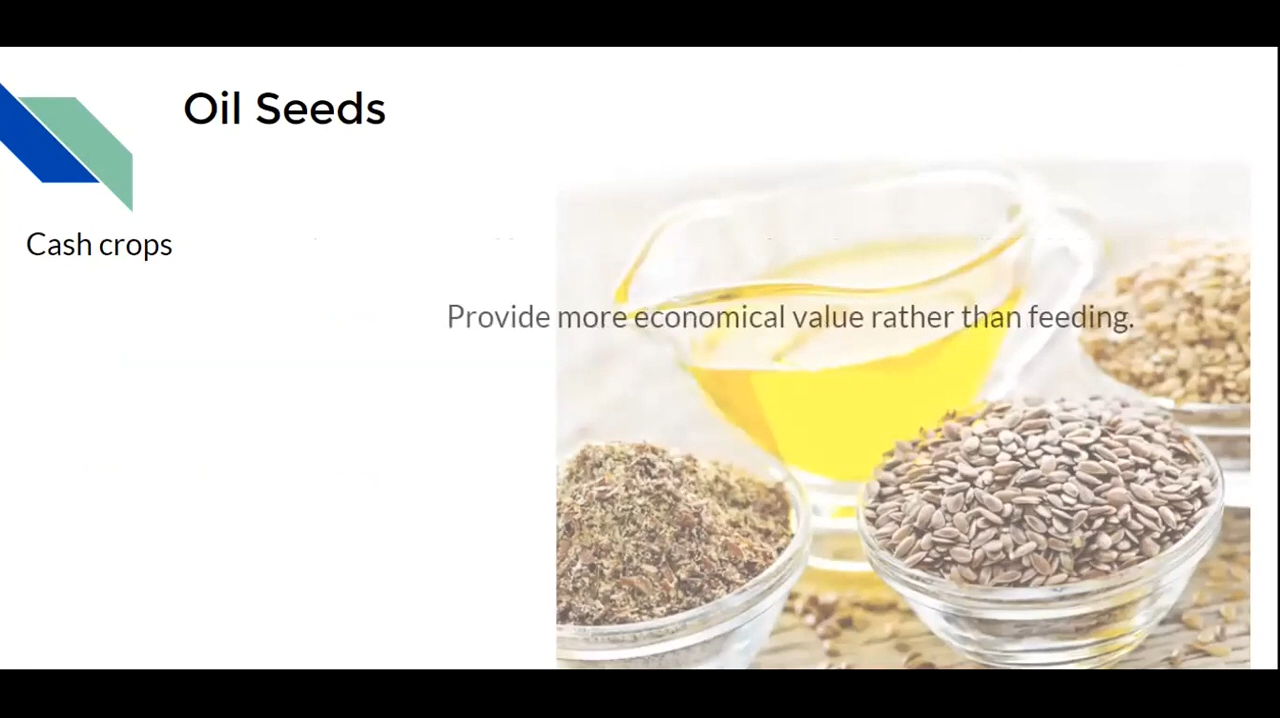 Oil Seeds
Cash crops
Provide more economical value rather than feeding.